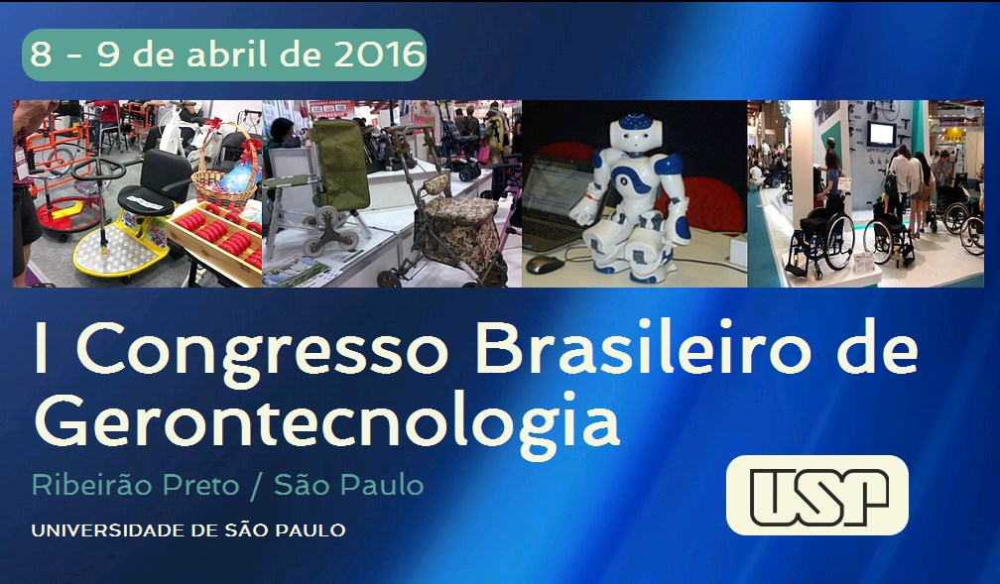 8 - 9 de abril de 2016
I Congresso Brasileiro de
Gerontecnologia
Ribeirão Preto / São Paulo
UNIVERSIDADE DE SÃO PAULO
USP